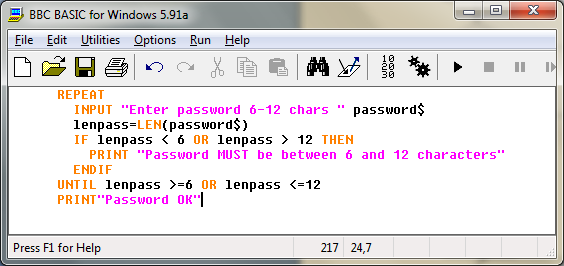 BBC BASIC for Windows 5.91a
File Edit Utilities Options Run Help
10
20
30
REPEAT
INPUT "Enter password 6-12 chars " password$
lenpass=LEN(password$)
IF lenpass < 6 OR lenpass > 12 THEN
PRINT "Password MUST be between 6 and 12 characters"
ENDIF
UNTIL lenpass >=6 OR lenpass <=12
PRINT"Password OK"
Press F1 for Help 217 24,7